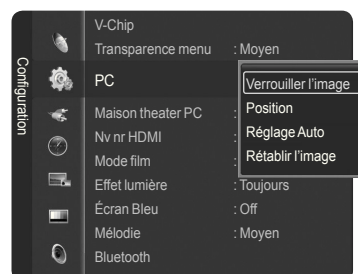 Configuration
V-Chip
Transparence menu : Moyen
PC
Verrouiller l'image
Position
Réglage Auto
Rétablir l'image
Maison theater PC :
Nv nr HDMI :
Mode film :
Effet lumière : Toujours
Écran Bleu : Off
Mélodie : Moyen
Bluetooth